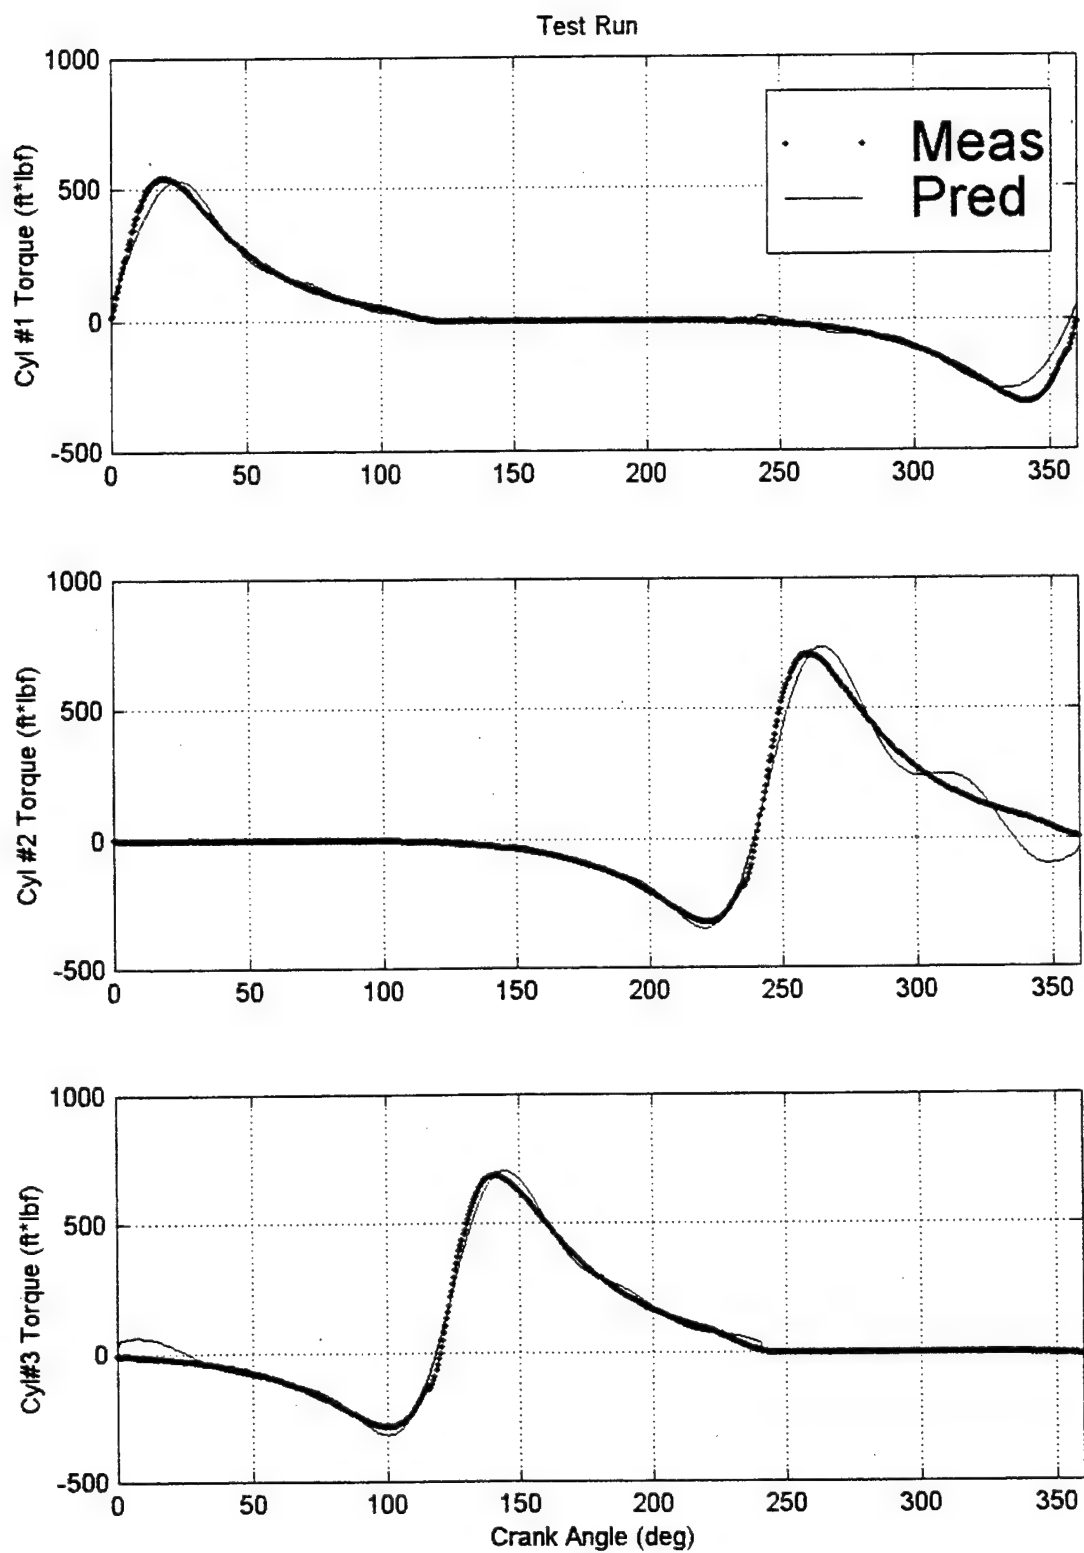 Test Run
1000
500
0
-500
Cyl #1 Torque (ft*lbf)
Meas
Pred
0 50 100 150 200 250 300 350
1000
500
0
-500
Cyl #2 Torque (ft*lbf)
0 50 100 150 200 250 300 350
1000
500
0
-500
Cyl#3 Torque (ft*lbf)
0 50 100 150 200 250 300 350
Crank Angle (deg)